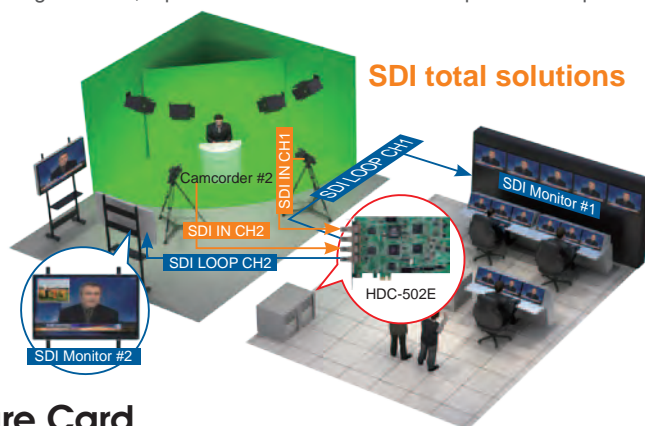 SDI total solutions
Camcorder #2
SDI IN CH1
SDI LOOP CH1
SDI Monitor #1
SDI IN CH2
SDI LOOP CH2
HDC-502E
SDI Monitor #2
Card